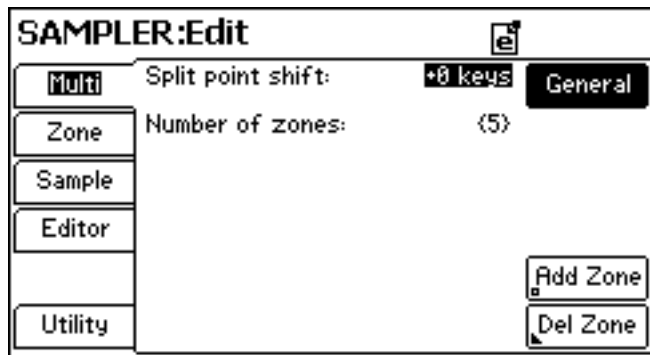 SAMPLER:Edit
Multi
Split point shift: +0 keys
General
Zone
Number of zones: (5)
Sample
Editor
Add Zone
Utility
Del Zone